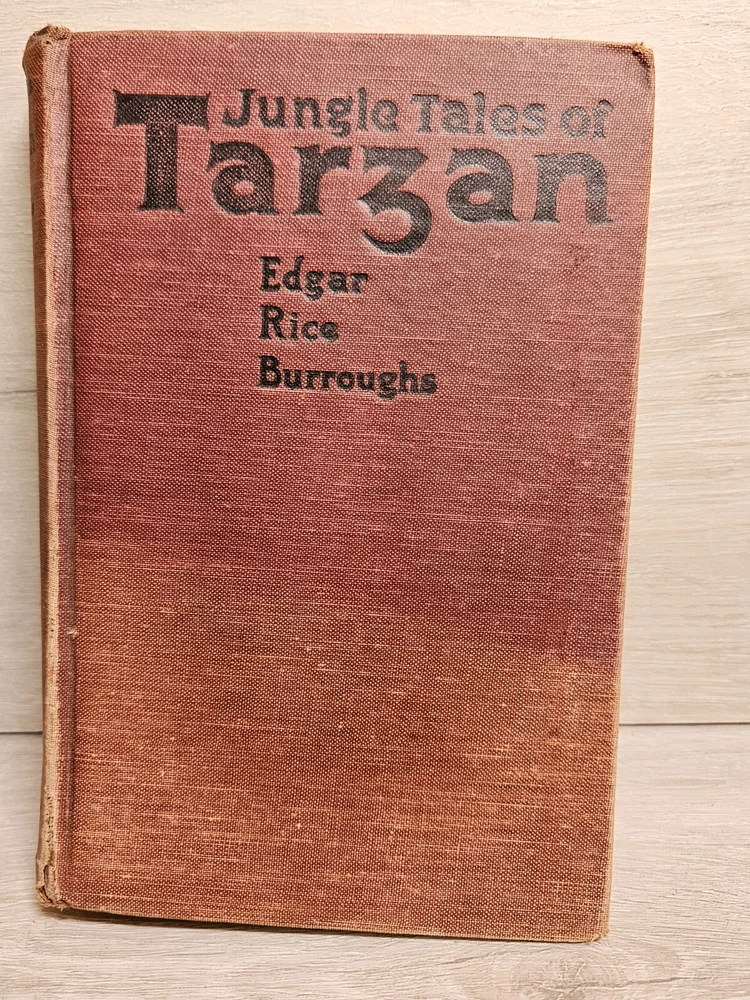 Jungle Tales of
Tarzan
Edgar
Rice
Burroughs